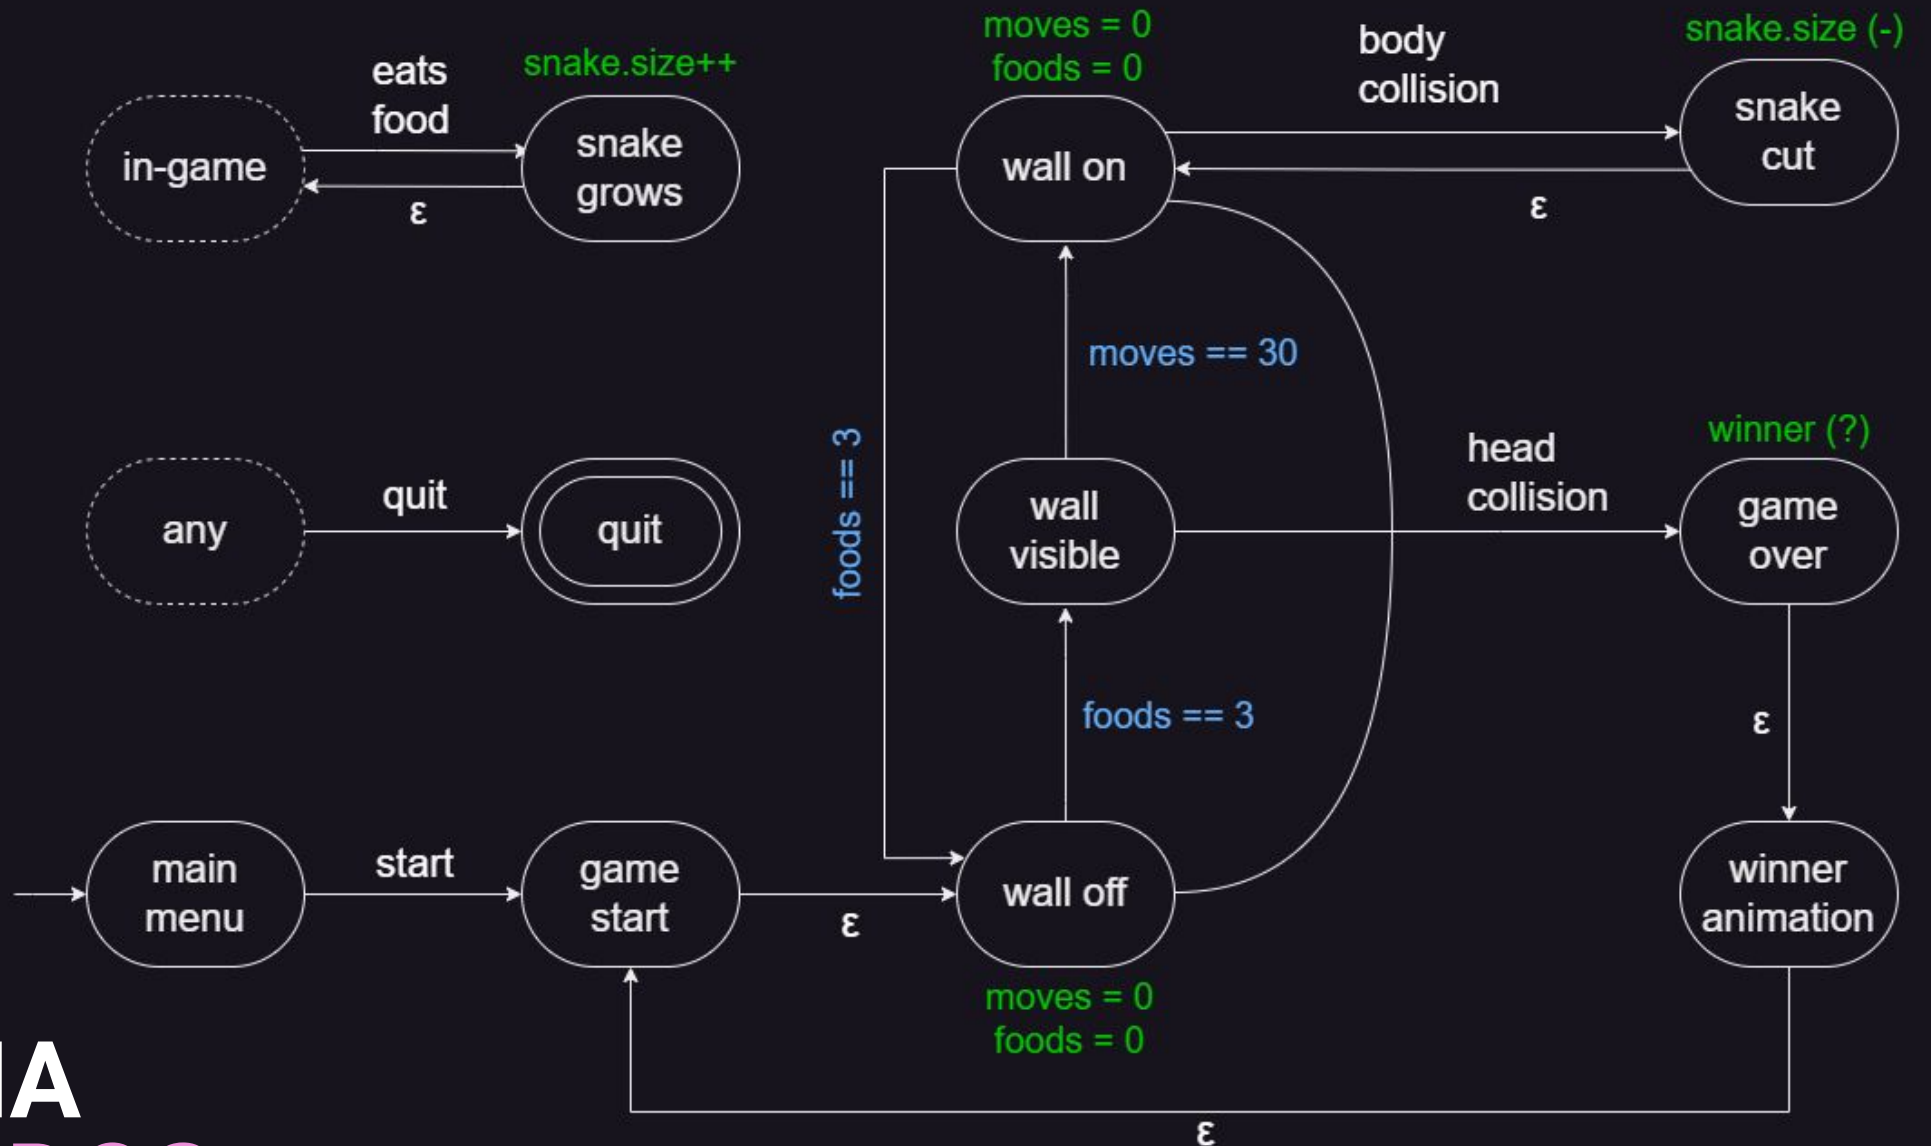 moves = 0
foods = 0
body
collision
snake.size (-)
eats
food
snake.size++
in-game
snake
grows
ε
wall on
snake
cut
ε
moves == 30
foods == 3
any
quit
quit
wall
visible
head
collision
winner (?)
game
over
foods == 3
ε
main
menu
start
game
start
ε
wall off
winner
animation
moves = 0
foods = 0
ε